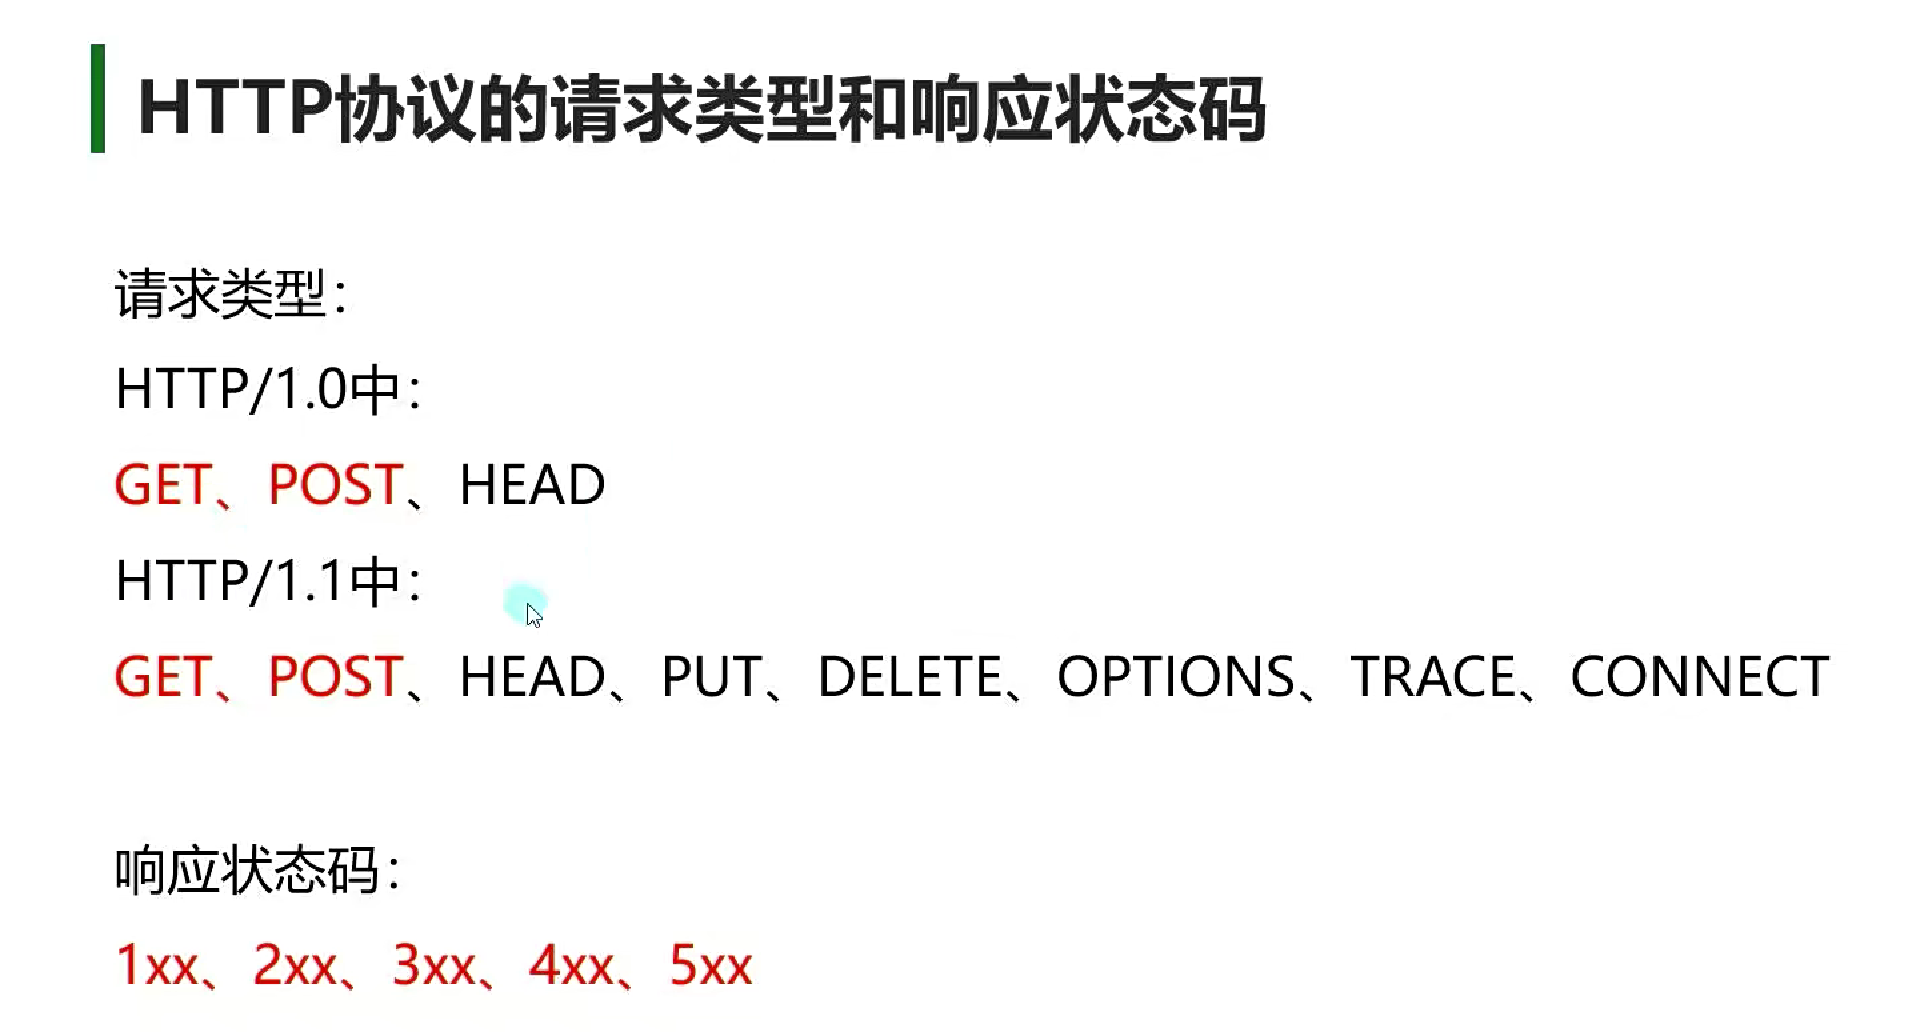 HTTP协议的请求类型和响应状态码
请求类型：
HTTP/1.0中：
GET、POST、HEAD
HTTP/1.1中：
GET、POST、HEAD、PUT、DELETE、OPTIONS、TRACE、CONNECT
响应状态码：
1xx、2xx、3xx、4xx、5xx